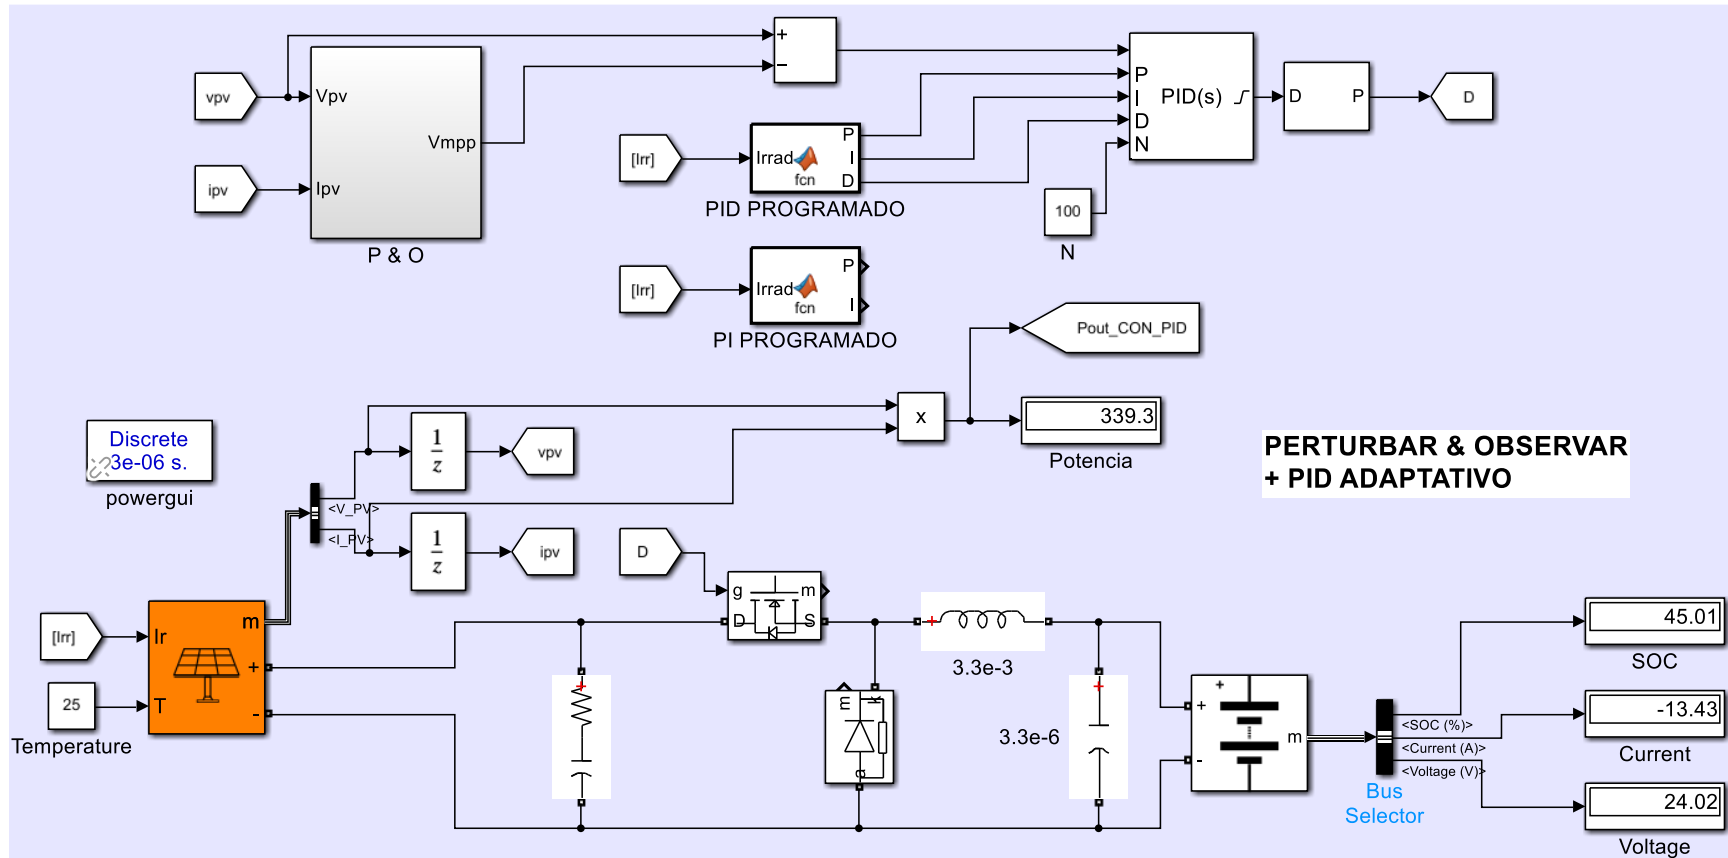 vpv
Vpv
Vmpp
ipv
Ipv
P & O
+
−
[Irr]
Irrad
fcn
P
I
D
PID PROGRAMADO
P
I
D
N
PID(s)
100
N
D
P
D
[Irr]
Irrad
fcn
P
I
PI PROGRAMADO
Pout_CON_PID
x
339.3
Potencia
PERTURBAR & OBSERVAR
+ PID ADAPTATIVO
Discrete
3e-06 s.
powergui
<V_PV>
<I_PV>
1
z
vpv
1
z
ipv
D
g
m
D
S
[Irr]
Ir
m
+
25
T
-
Temperature
+
3.3e-3
+
m
k
a
+
3.3e-6
+
+
-
m
<SOC (%)>
<Current (A)>
<Voltage (V)>
Bus
Selector
45.01
SOC
-13.43
Current
24.02
Voltage